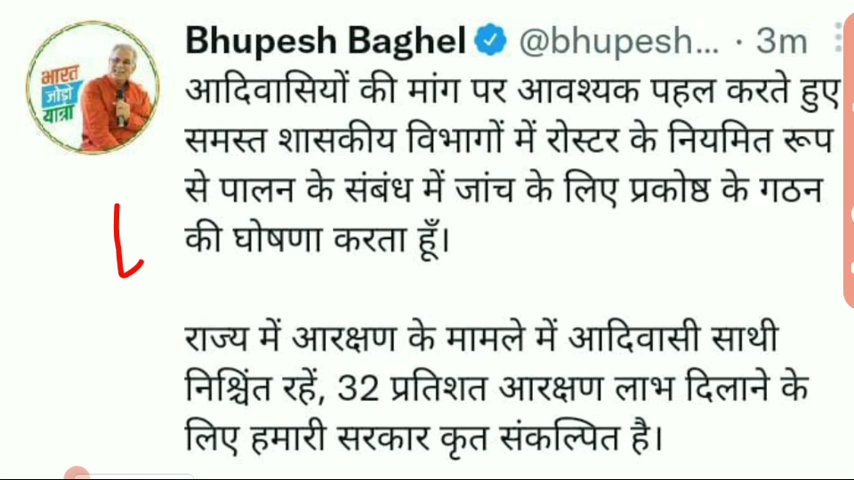 Bhupesh Baghel @bhupesh... · 3m
भारत
जोड़ो
यात्रा
आदिवासियों की मांग पर आवश्यक पहल करते हुए
समस्त शासकीय विभागों में रोस्टर के नियमित रूप
से पालन के संबंध में जांच के लिए प्रकोष्ठ के गठन
की घोषणा करता हूँ।
राज्य में आरक्षण के मामले में आदिवासी साथी
निश्चिंत रहें, 32 प्रतिशत आरक्षण लाभ दिलाने के
लिए हमारी सरकार कृत संकल्पित है।